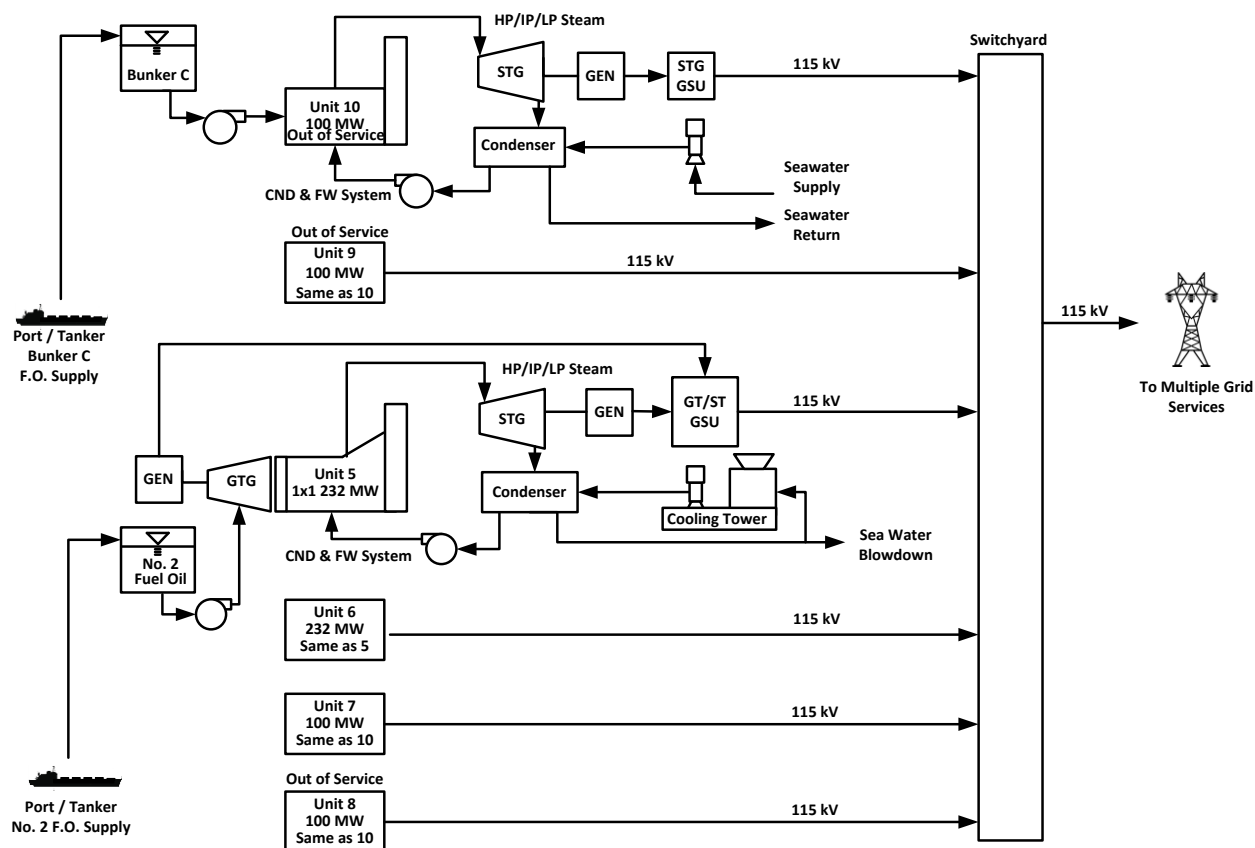 HP/IP/LP Steam
Switchyard
Bunker C
STG
GEN
STG
GSU
115 kV
Unit 10
100 MW
Out of Service
Condenser
CND & FW System
Seawater
Supply
Seawater
Return
Out of Service
Unit 9
100 MW
Same as 10
115 kV
Port / Tanker
Bunker C
F.O. Supply
115 kV
To Multiple Grid
Services
HP/IP/LP Steam
STG
GEN
GT/ST
GSU
115 kV
GEN
GTG
Unit 5
1x1 232 MW
Condenser
Cooling Tower
CND & FW System
Sea Water
Blowdown
No. 2
Fuel Oil
Unit 6
232 MW
Same as 5
115 kV
Unit 7
100 MW
Same as 10
115 kV
Port / Tanker
No. 2 F.O. Supply
Out of Service
Unit 8
100 MW
Same as 10
115 kV